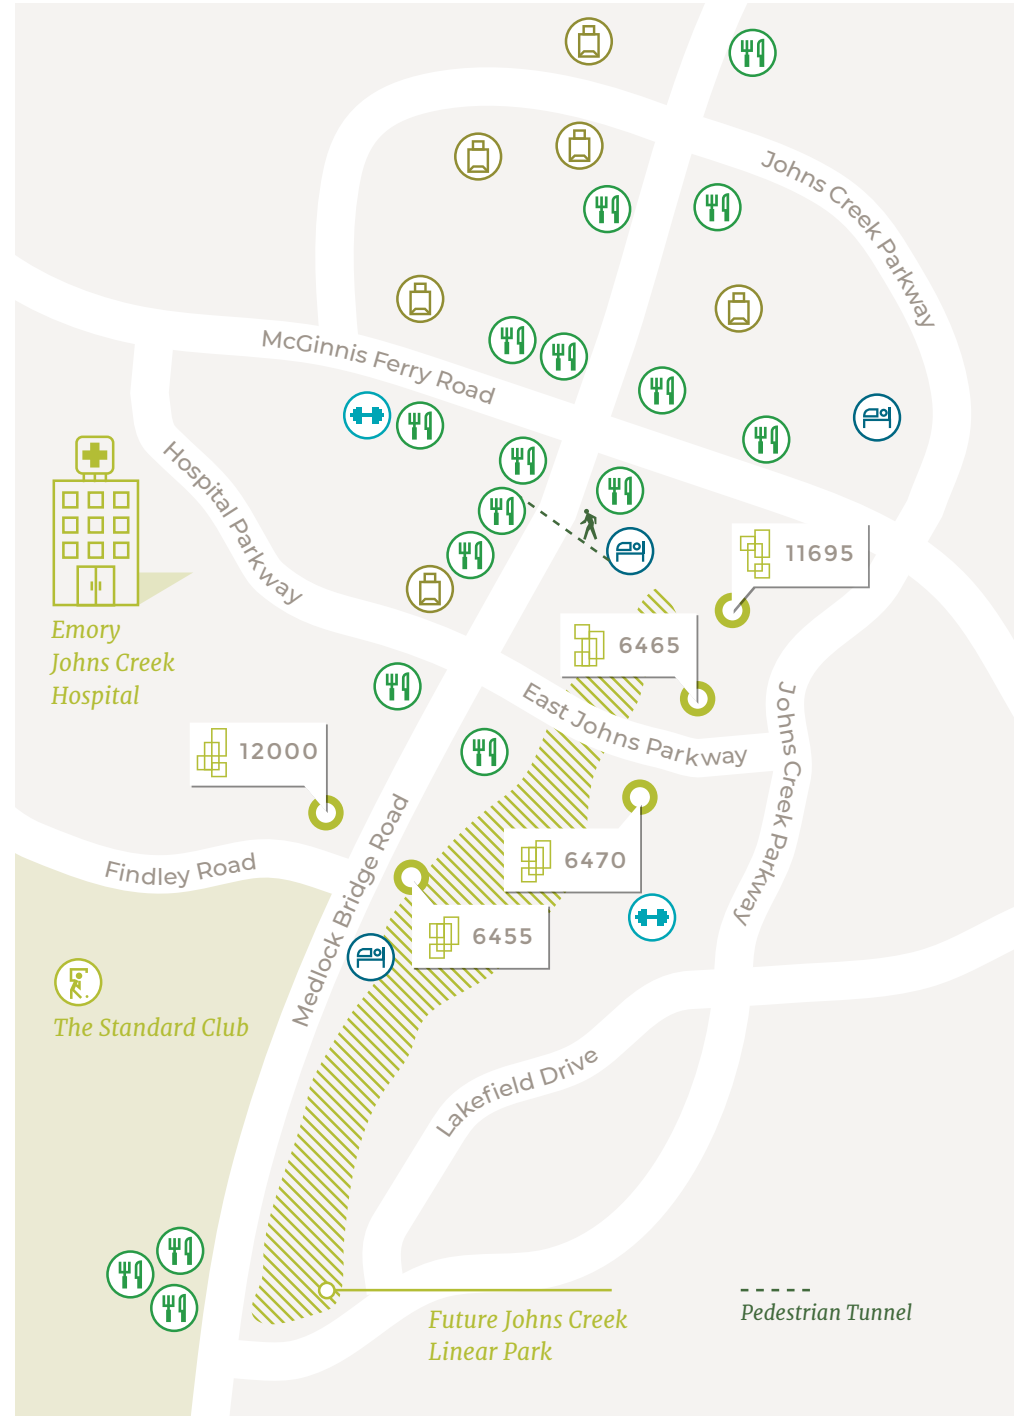 Johns Creek Parkway
McGinnis Ferry Road
Hospital Parkway
11695
Emory
Johns Creek
Hospital
6465
East Johns Parkway
Johns Creek Parkway
12000
Medlock Bridge Road
Findley Road
6470
6455
The Standard Club
Lakefield Drive
Future Johns Creek
Linear Park
Pedestrian Tunnel